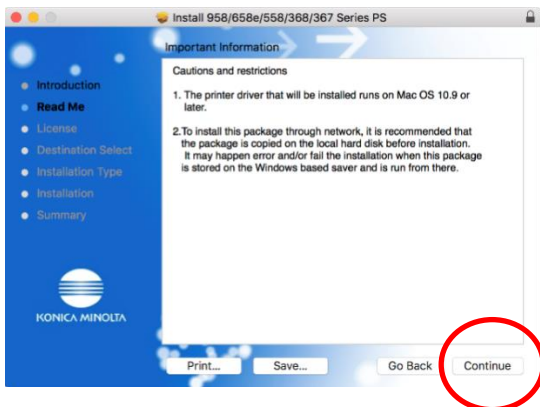 Install 958/658e/558/368/367 Series PS
Important Information
Introduction
Read Me
License
Destination Select
Installation Type
Installation
Summary
Cautions and restrictions
1. The printer driver that will be installed runs on Mac OS 10.9 or
later.
2.To install this package through network, it is recommended that
the package is copied on the local hard disk before installation.
It may happen error and/or fail the installation when this package
is stored on the Windows based saver and is run from there.
KONICA MINOLTA
Print...
Save...
Go Back
Continue